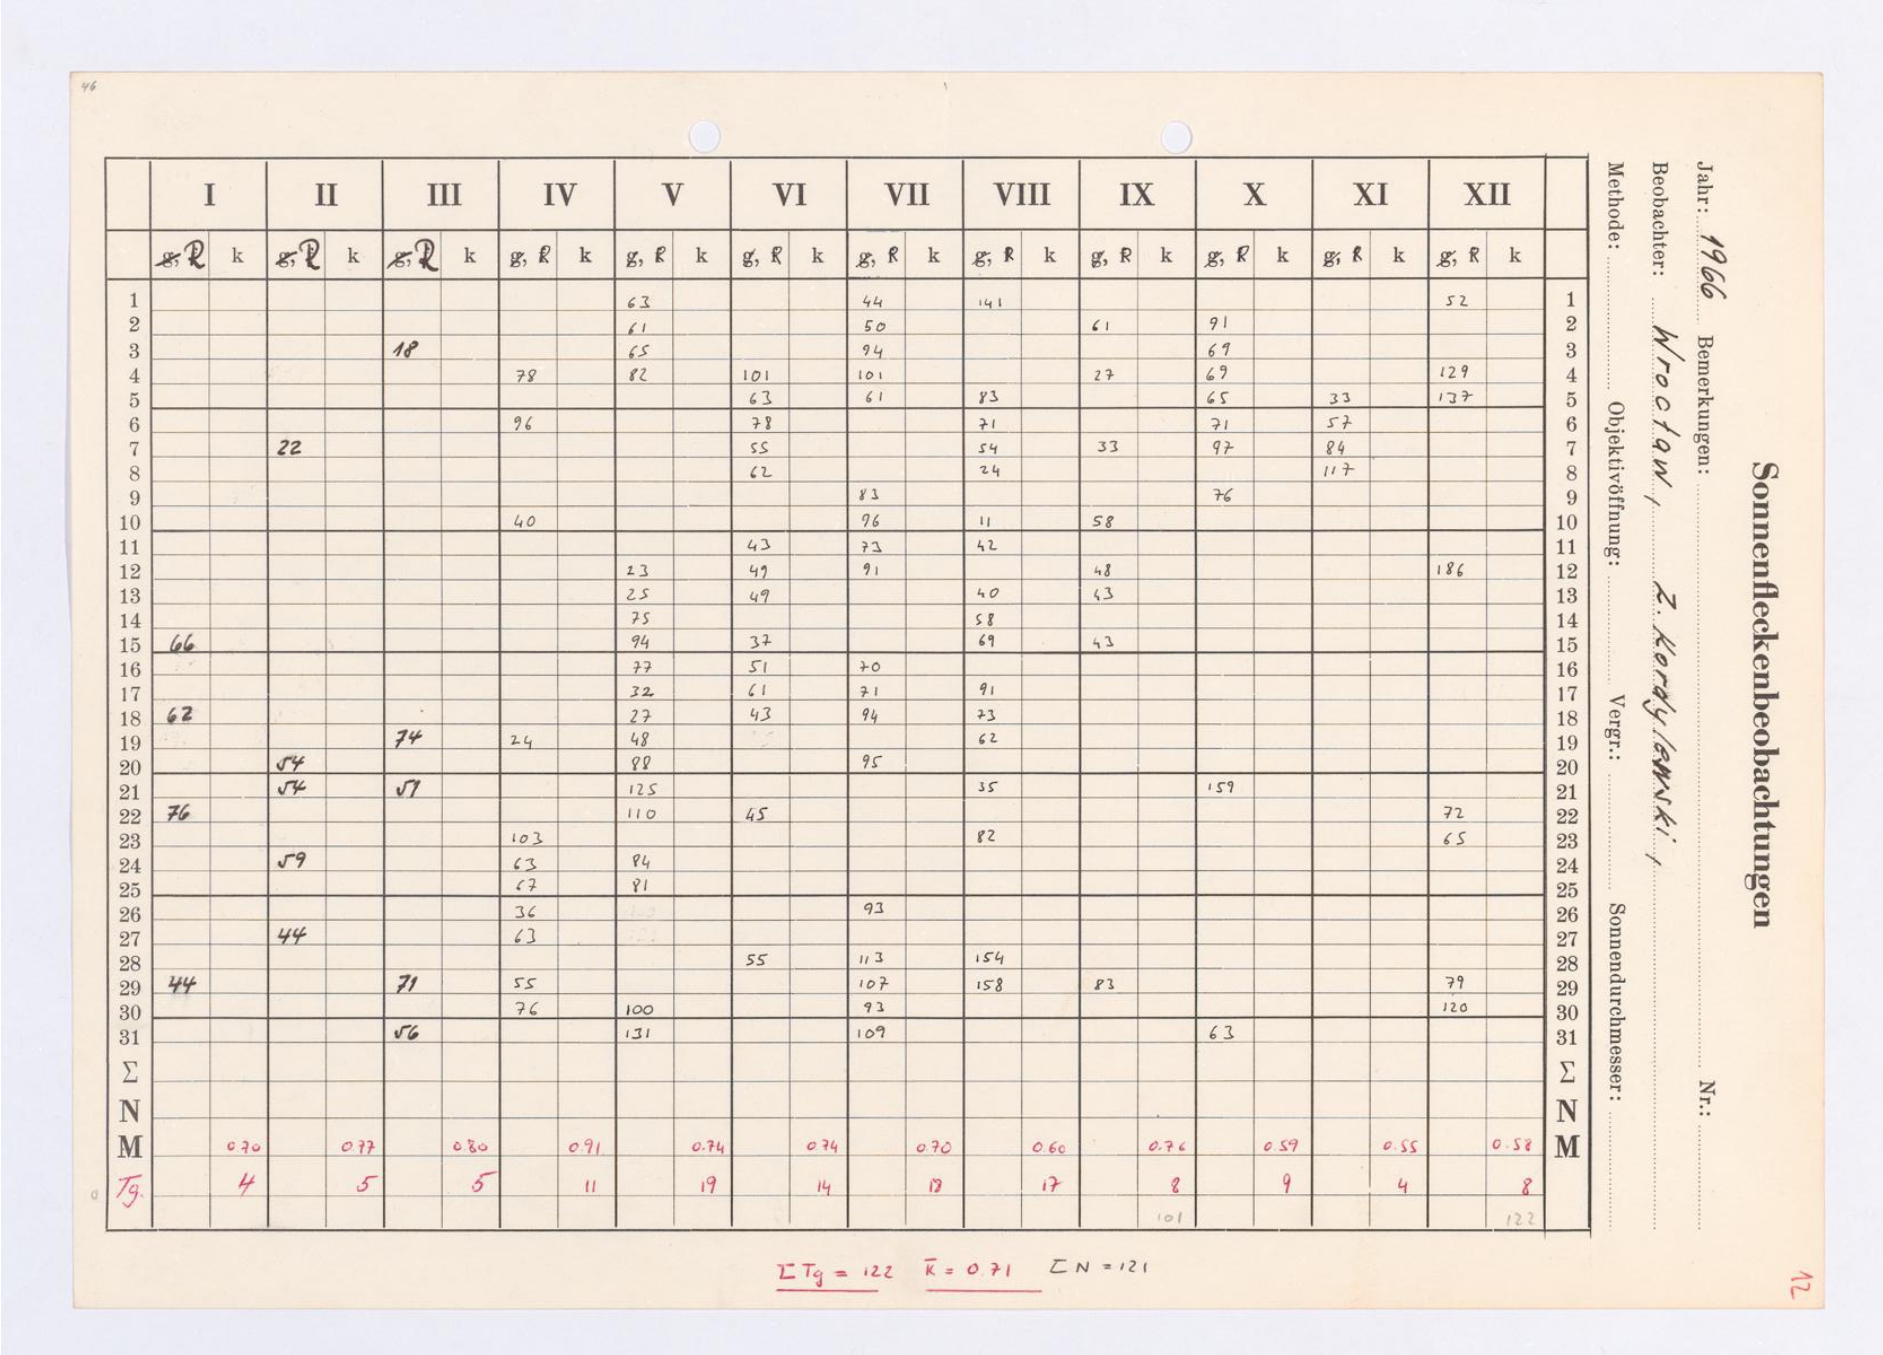 46
Sonnenfleckenbeobachtungen
Jahr: 1966 Bemerkungen: Nr.:
Beobachter: Wrocław, Z. Kordylewski,
Methode: Objektivöffnung: Vergr.: Sonnendurchmesser:
I II III IV V VI VII VIII IX X XI XII
g, R k g, R k g, R k g, R k g, R k g, R k g, R k g, R k g, R k g, R k g, R k g, R k
1 63 44 141 52 1
2 61 50 61 91 2
3 18 65 94 69 3
4 78 82 101 101 27 69 129 4
5 63 61 83 65 33 137 5
6 96 78 71 71 57 6
7 22 55 54 33 97 84 7
8 62 24 117 8
9 83 76 9
10 40 96 11 58 10
11 43 73 42 11
12 23 49 91 48 186 12
13 25 49 40 43 13
14 75 58 14
15 66 94 37 69 43 15
16 77 51 70 16
17 32 61 71 91 17
18 62 27 43 94 73 18
19 74 24 48 62 19
20 54 88 95 20
21 54 51 125 35 159 21
22 76 110 45 72 22
23 103 82 65 23
24 59 63 84 24
25 67 81 25
26 36 93 26
27 44 63 27
28 55 113 154 28
29 44 71 55 107 158 83 79 29
30 76 100 93 120 30
31 56 131 109 63 31
Σ Σ
N N
M 0.70 0.77 0.80 0.91 0.74 0.74 0.70 0.60 0.76 0.59 0.55 0.58 M
Tg. 4 5 5 11 19 14 18 17 8 9 4 8
101 122
Σ Tg = 122 k̅ = 0.71 Σ N = 121
12